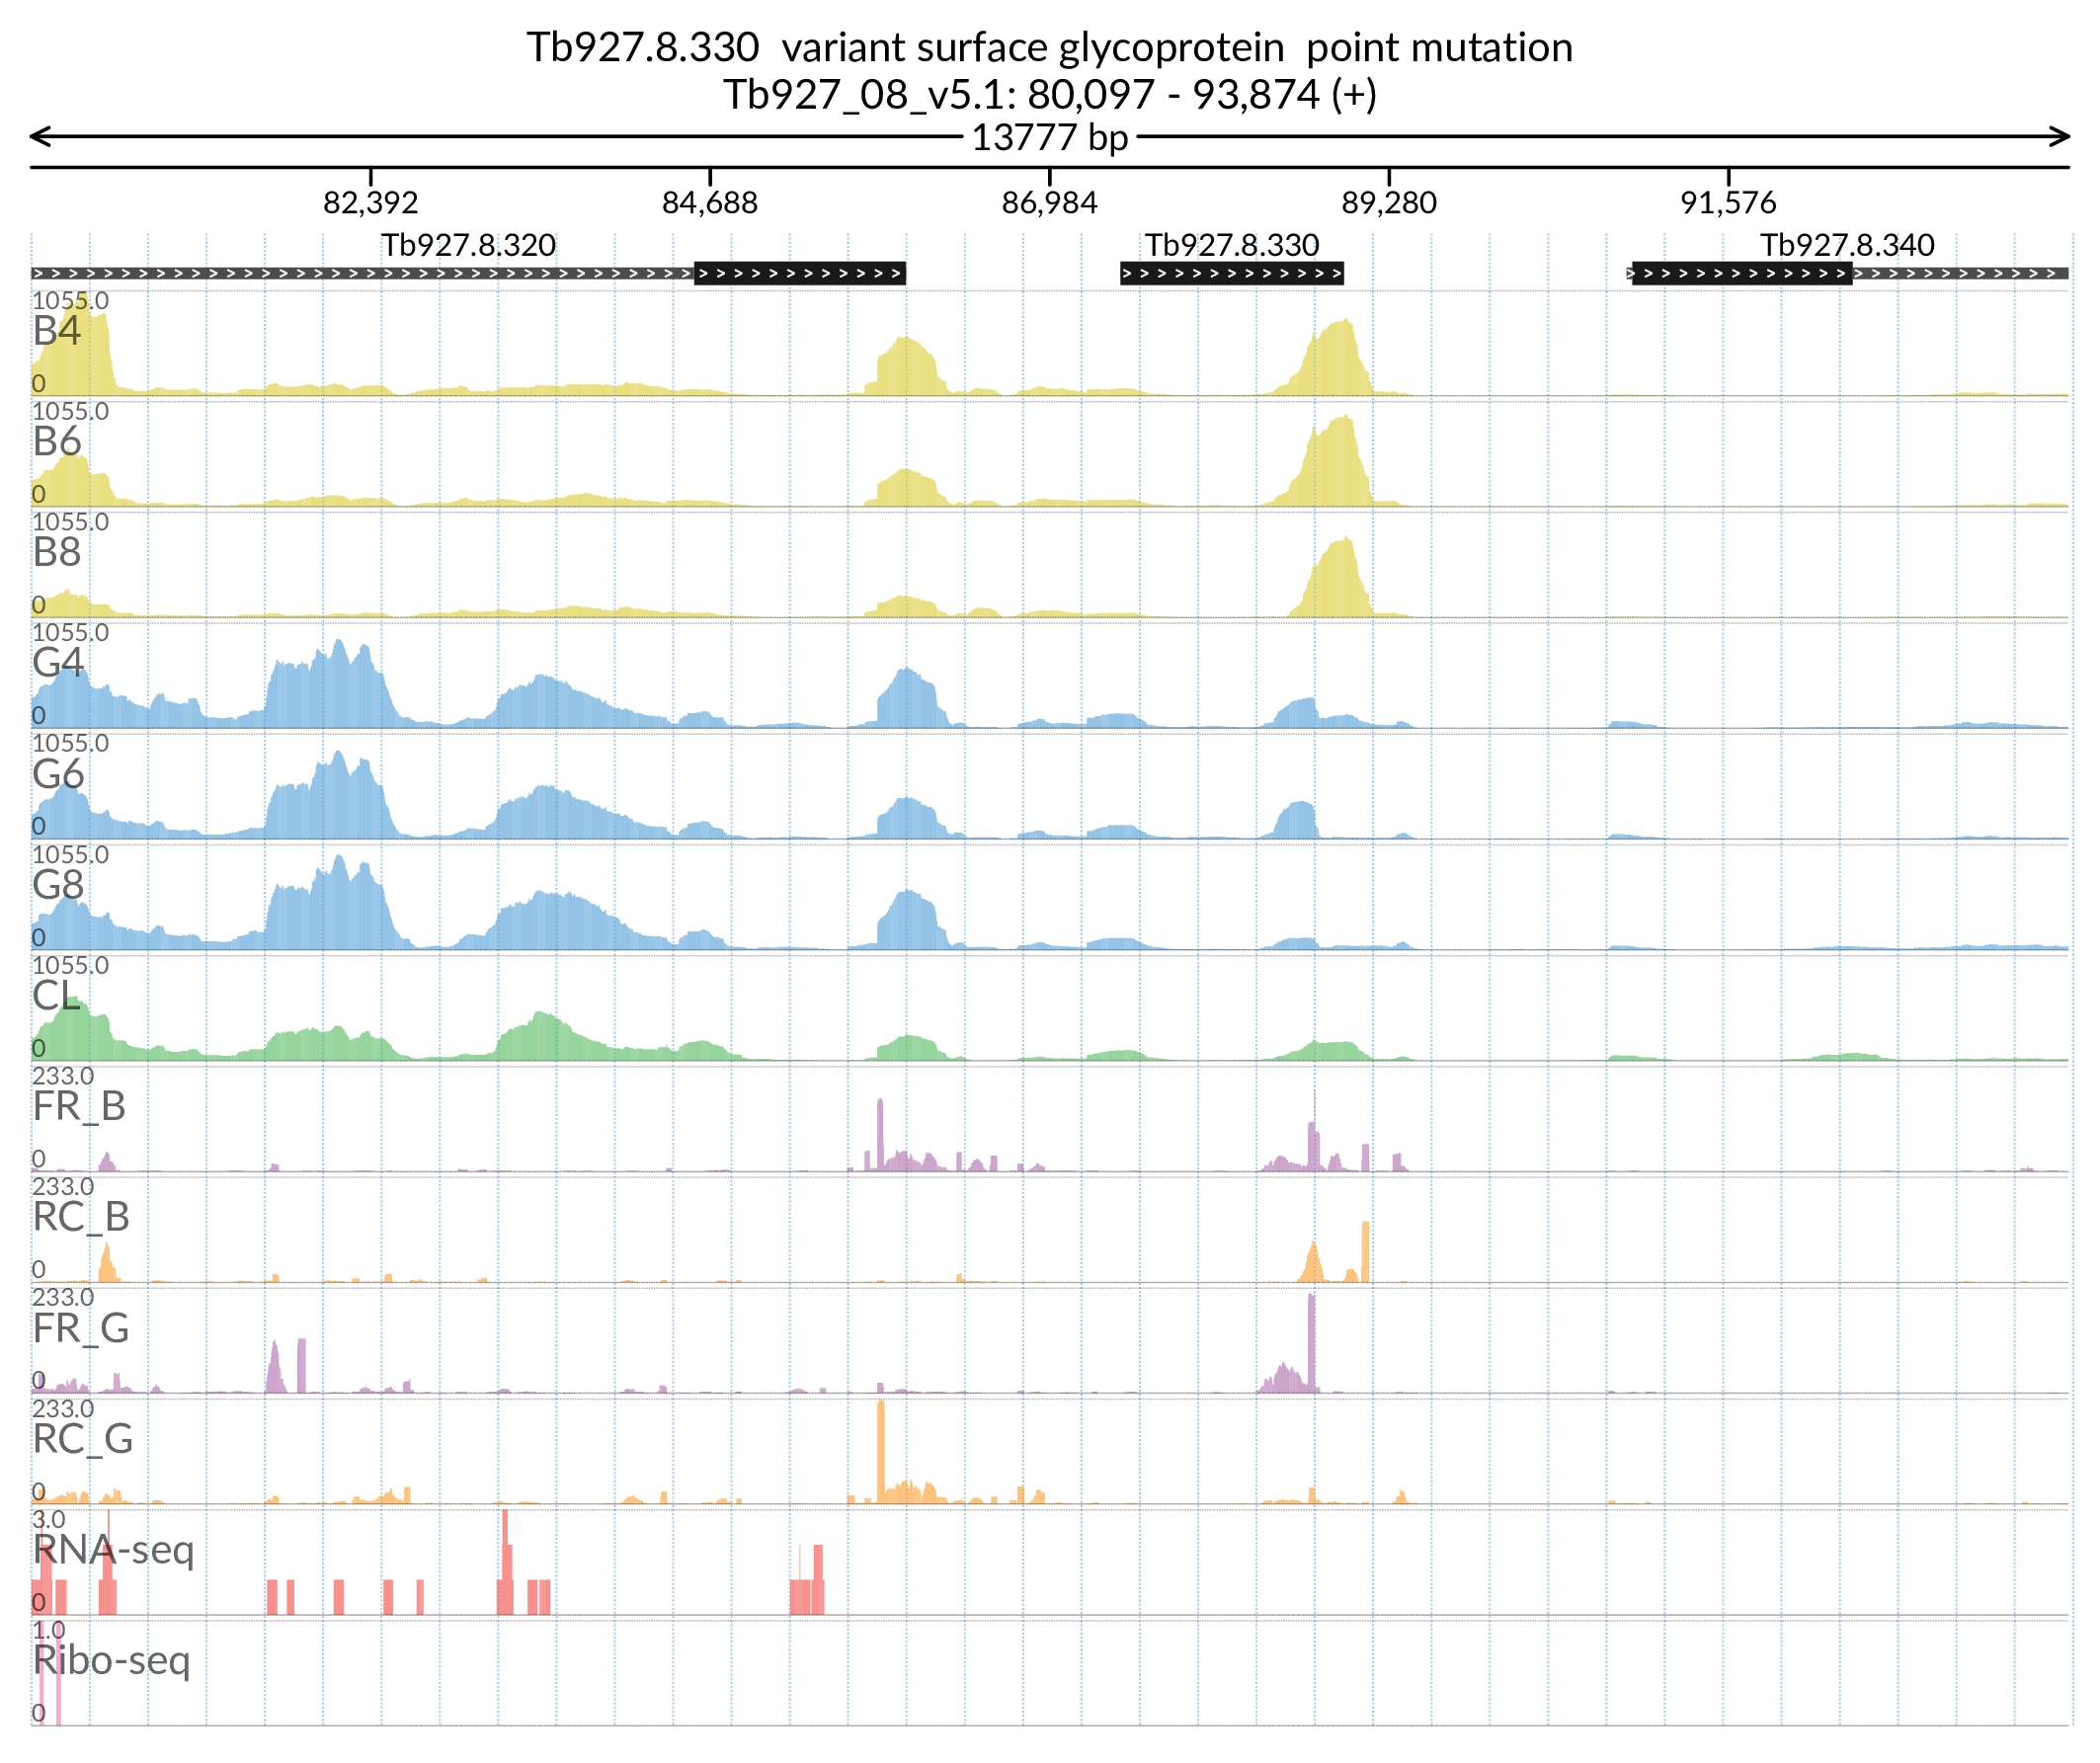 Tb927.8.330 variant surface glycoprotein point mutation
Tb927_08_v5.1: 80,097 - 93,874 (+)
13777 bp
82,392 84,688 86,984 89,280 91,576
Tb927.8.320 Tb927.8.330 Tb927.8.340
1055.0
B4
0
1055.0
B6
0
1055.0
B8
0
1055.0
G4
0
1055.0
G6
0
1055.0
G8
0
1055.0
CL
0
233.0
FR_B
0
233.0
RC_B
0
233.0
FR_G
0
233.0
RC_G
0
3.0
RNA-seq
0
1.0
Ribo-seq
0